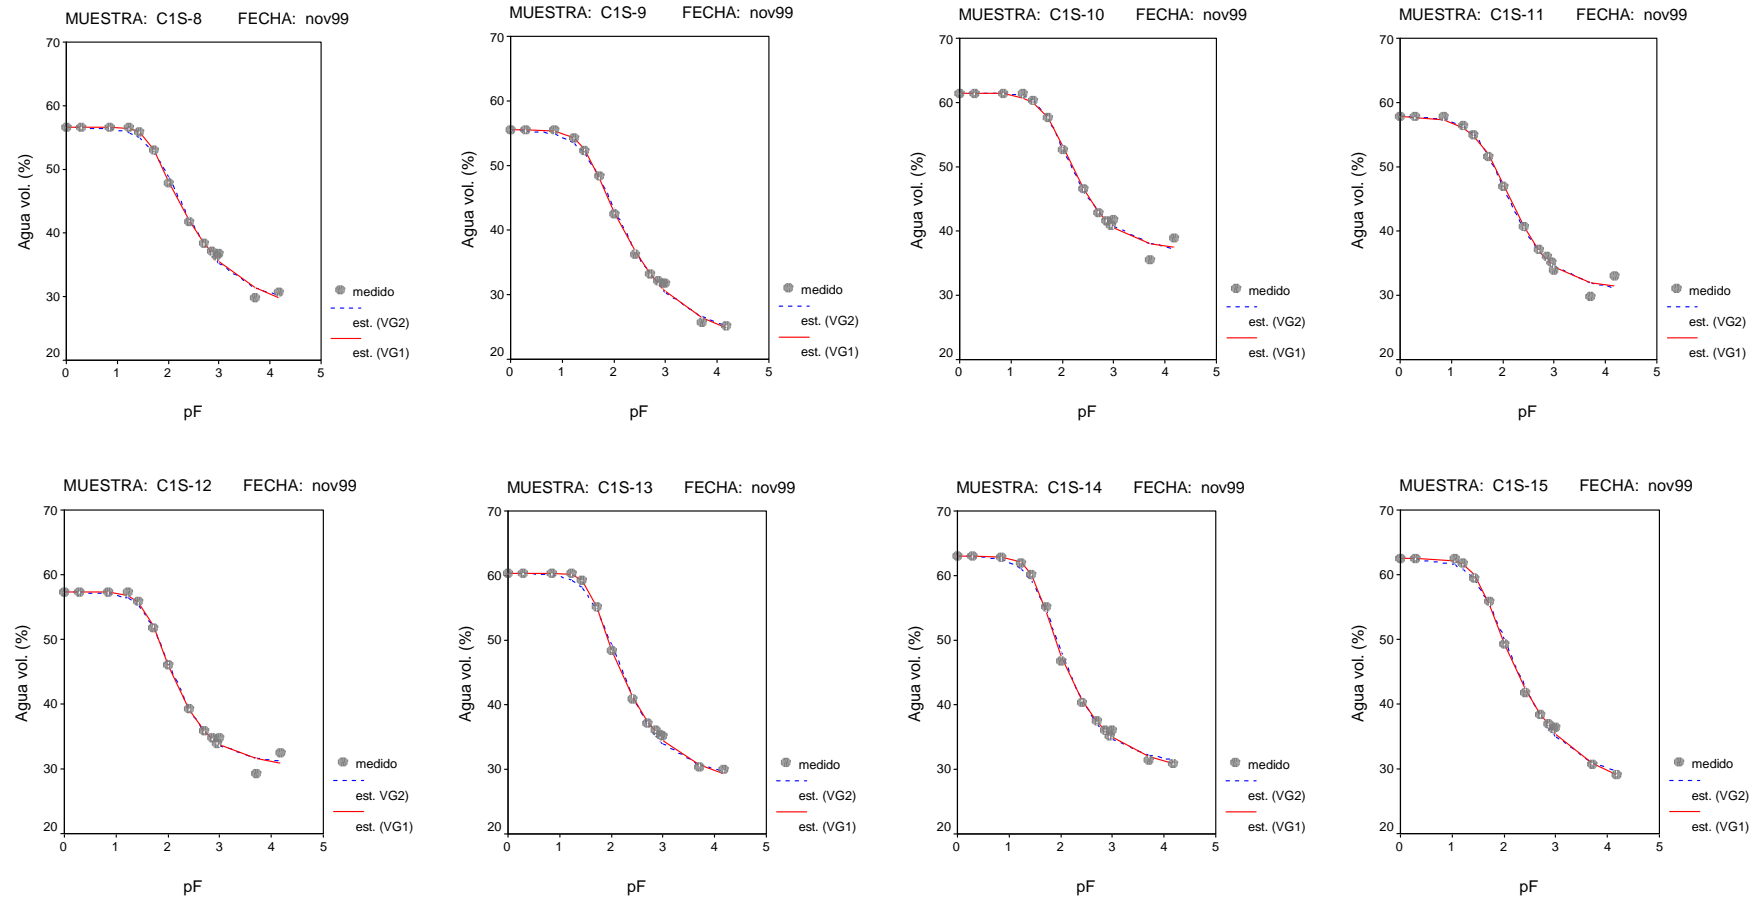 MUESTRA: C1S-8 FECHA: nov99
70
60
50
40
30
20
Agua vol. (%)
0 1 2 3 4 5
pF
medido
est. (VG2)
est. (VG1)
MUESTRA: C1S-9 FECHA: nov99
70
60
50
40
30
20
Agua vol. (%)
0 1 2 3 4 5
pF
medido
est. (VG2)
est. (VG1)
MUESTRA: C1S-10 FECHA: nov99
70
60
50
40
30
20
Agua vol. (%)
0 1 2 3 4 5
pF
medido
est. (VG2)
est. (VG1)
MUESTRA: C1S-11 FECHA: nov99
70
60
50
40
30
20
Agua vol. (%)
0 1 2 3 4 5
pF
medido
est. (VG2)
est. (VG1)
MUESTRA: C1S-12 FECHA: nov99
70
60
50
40
30
20
Agua vol. (%)
0 1 2 3 4 5
pF
medido
est. VG2)
est. (VG1)
MUESTRA: C1S-13 FECHA: nov99
70
60
50
40
30
20
Agua vol. (%)
0 1 2 3 4 5
pF
medido
est. (VG2)
est. (VG1)
MUESTRA: C1S-14 FECHA: nov99
70
60
50
40
30
20
Agua vol. (%)
0 1 2 3 4 5
pF
medido
est. (VG2)
est. (VG1)
MUESTRA: C1S-15 FECHA: nov99
70
60
50
40
30
20
Agua vol. (%)
0 1 2 3 4 5
pF
medido
est. (VG2)
est. (VG1)